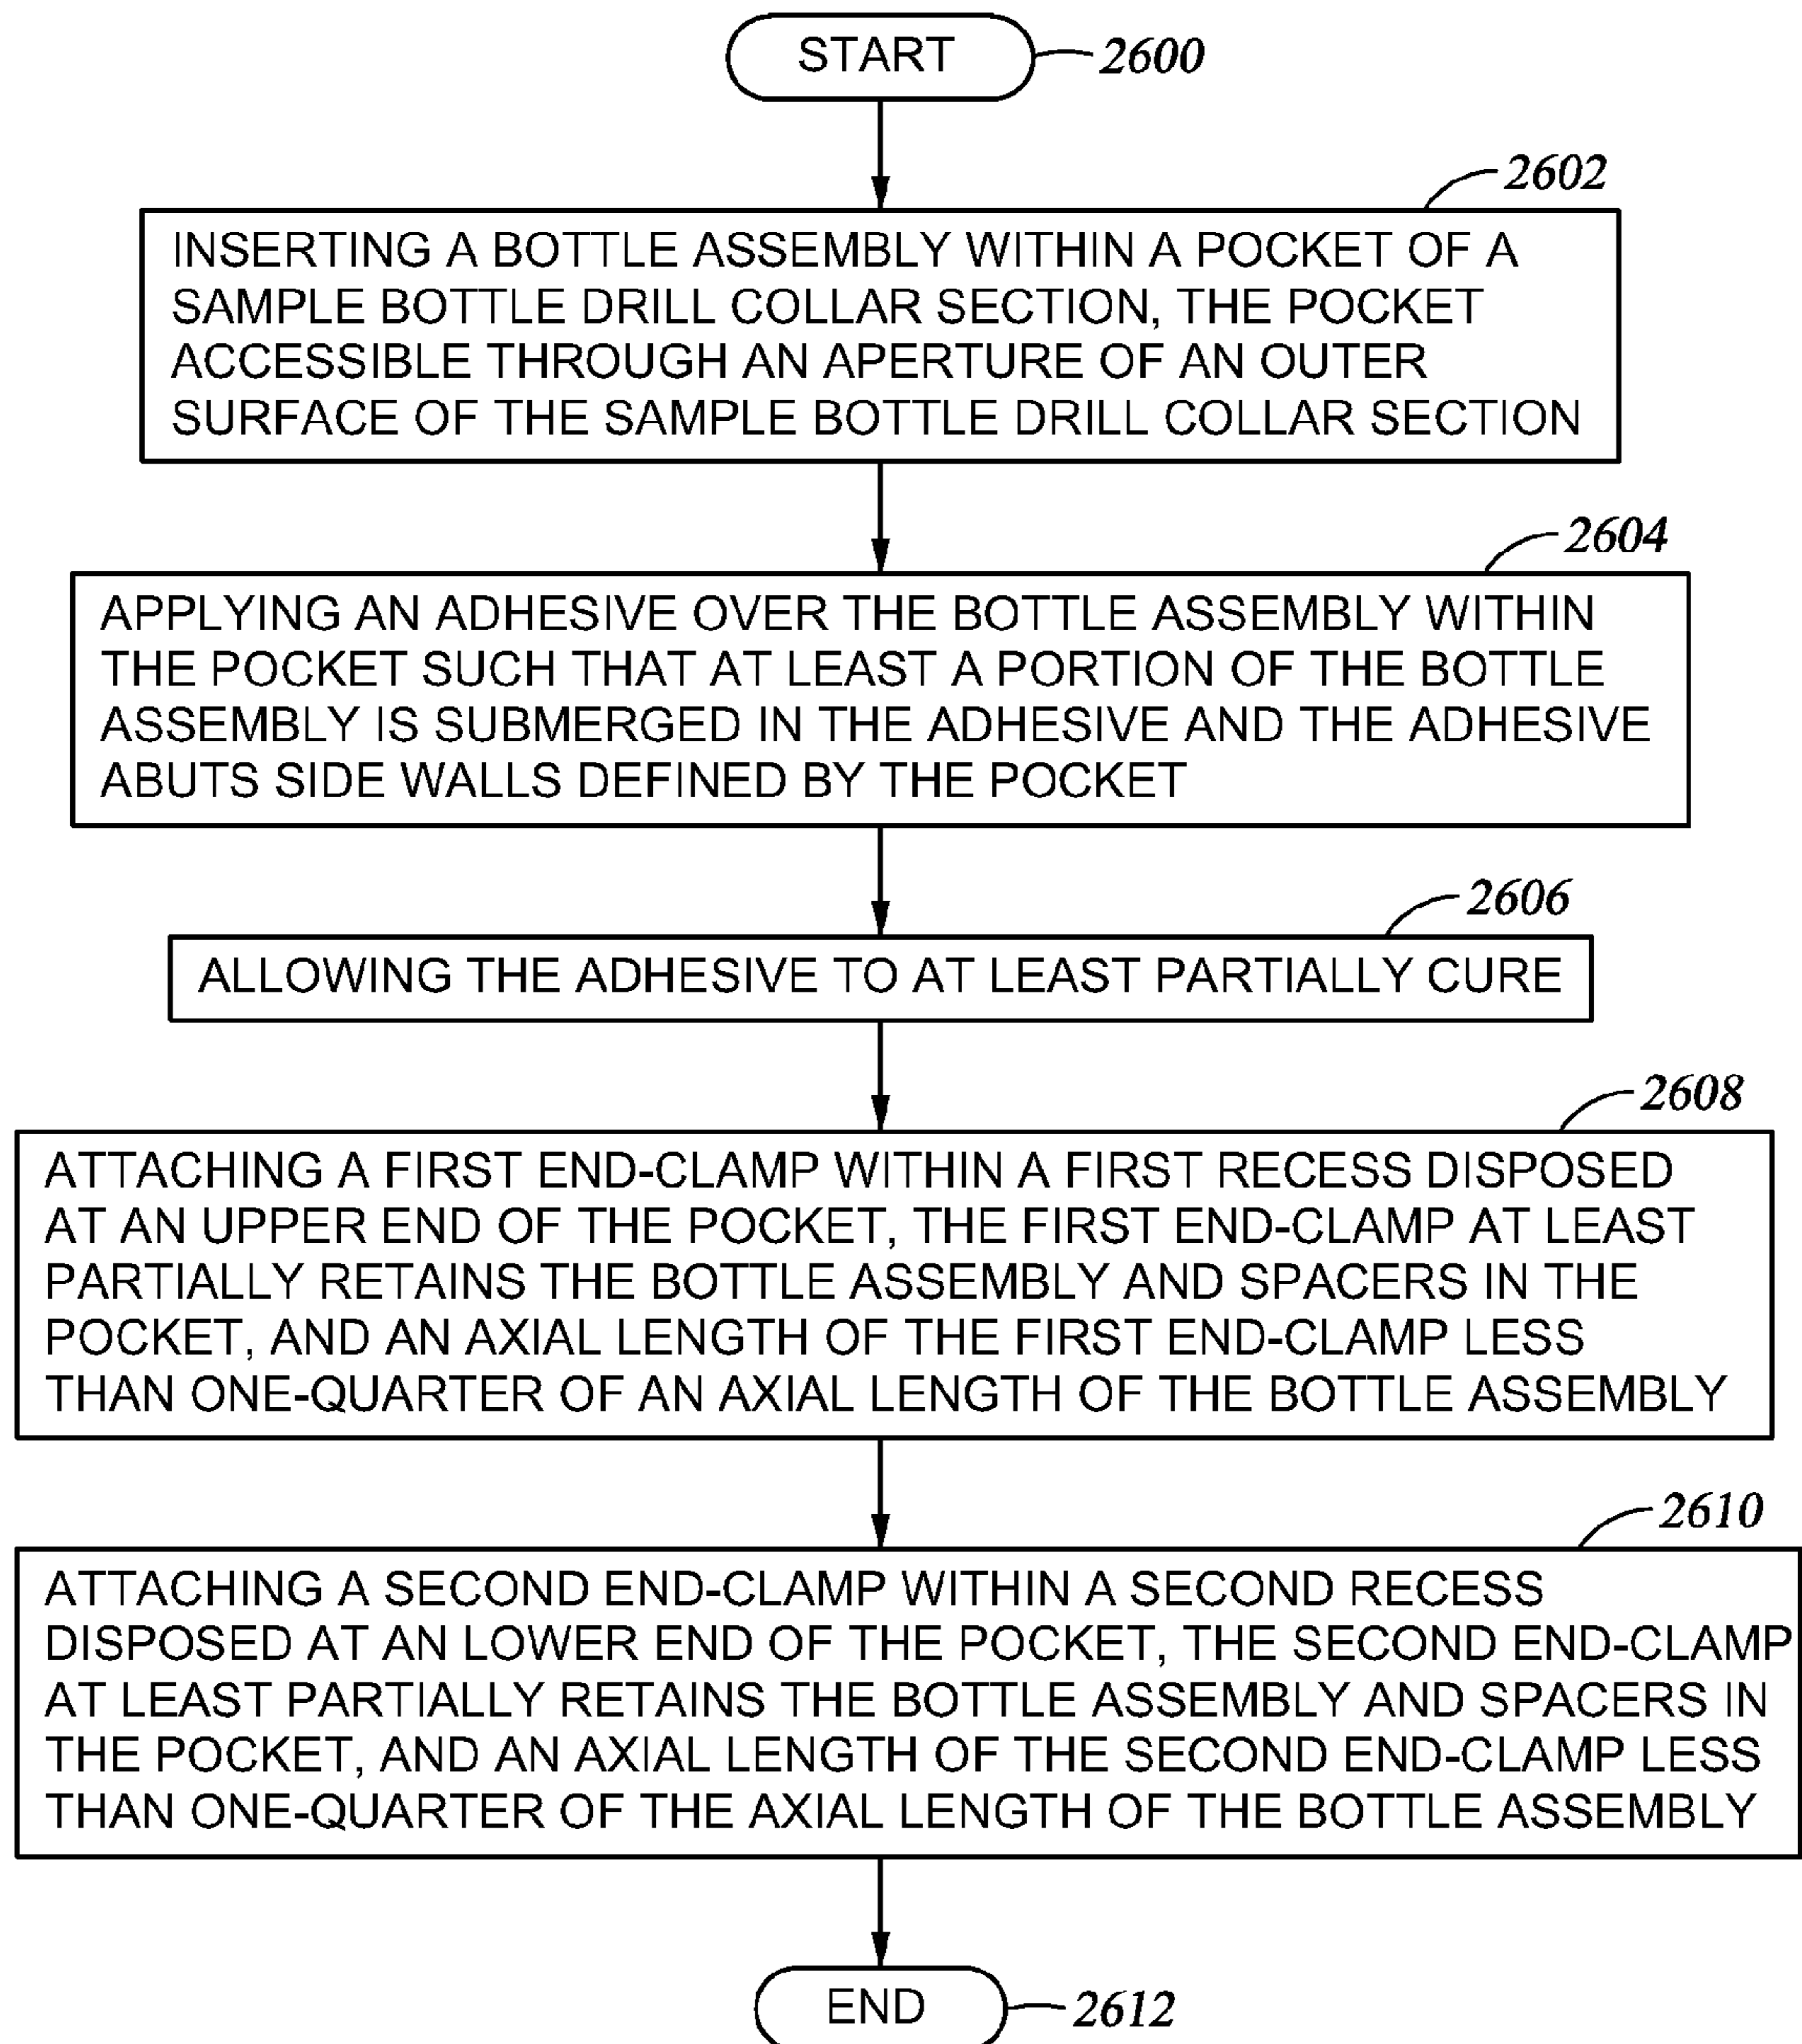 START
2600
2602
INSERTING A BOTTLE ASSEMBLY WITHIN A POCKET OF A
SAMPLE BOTTLE DRILL COLLAR SECTION, THE POCKET
ACCESSIBLE THROUGH AN APERTURE OF AN OUTER
SURFACE OF THE SAMPLE BOTTLE DRILL COLLAR SECTION
2604
APPLYING AN ADHESIVE OVER THE BOTTLE ASSEMBLY WITHIN
THE POCKET SUCH THAT AT LEAST A PORTION OF THE BOTTLE
ASSEMBLY IS SUBMERGED IN THE ADHESIVE AND THE ADHESIVE
ABUTS SIDE WALLS DEFINED BY THE POCKET
2606
ALLOWING THE ADHESIVE TO AT LEAST PARTIALLY CURE
2608
ATTACHING A FIRST END-CLAMP WITHIN A FIRST RECESS DISPOSED
AT AN UPPER END OF THE POCKET, THE FIRST END-CLAMP AT LEAST
PARTIALLY RETAINS THE BOTTLE ASSEMBLY AND SPACERS IN THE
POCKET, AND AN AXIAL LENGTH OF THE FIRST END-CLAMP LESS
THAN ONE-QUARTER OF AN AXIAL LENGTH OF THE BOTTLE ASSEMBLY
2610
ATTACHING A SECOND END-CLAMP WITHIN A SECOND RECESS
DISPOSED AT AN LOWER END OF THE POCKET, THE SECOND END-CLAMP
AT LEAST PARTIALLY RETAINS THE BOTTLE ASSEMBLY AND SPACERS IN
THE POCKET, AND AN AXIAL LENGTH OF THE SECOND END-CLAMP LESS
THAN ONE-QUARTER OF THE AXIAL LENGTH OF THE BOTTLE ASSEMBLY
END
2612